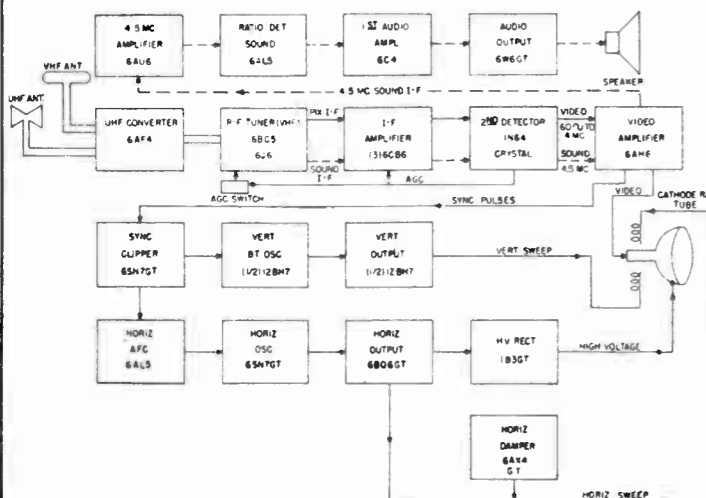 4.5 MC
AMPLIFIER
6AU6
RATIO DET
SOUND
6AL5
1ST AUDIO
AMPL
6C4
AUDIO
OUTPUT
6W6GT
SPEAKER
VHF ANT
UHF ANT.
4.5 MC SOUND I-F
UHF CONVERTER
6AF4
R-F TUNER (VHF)
6BC5
6J6
PIX I-F
SOUND
I-F
I-F
AMPLIFIER
(3)6CB6
2ND DETECTOR
1N64
CRYSTAL
VIDEO
60~TO
4 MC
SOUND
4.5 MC
VIDEO
AMPLIFIER
6AH6
AGC
AGC SWITCH
SYNC PULSES
VIDEO
CATHODE RA
TUBE
SYNC
CLIPPER
6SN7GT
VERT
BT OSC
(1/2)12BH7
VERT
OUTPUT
(1/2)12BH7
VERT SWEEP
HORIZ
AFC
6AL5
HORIZ
OSC
6SN7GT
HORIZ
OUTPUT
6BQ6GT
H.V. RECT
1B3GT
HIGH VOLTAGE
HORIZ
DAMPER
6AX4
GT
HORIZ SWEEP